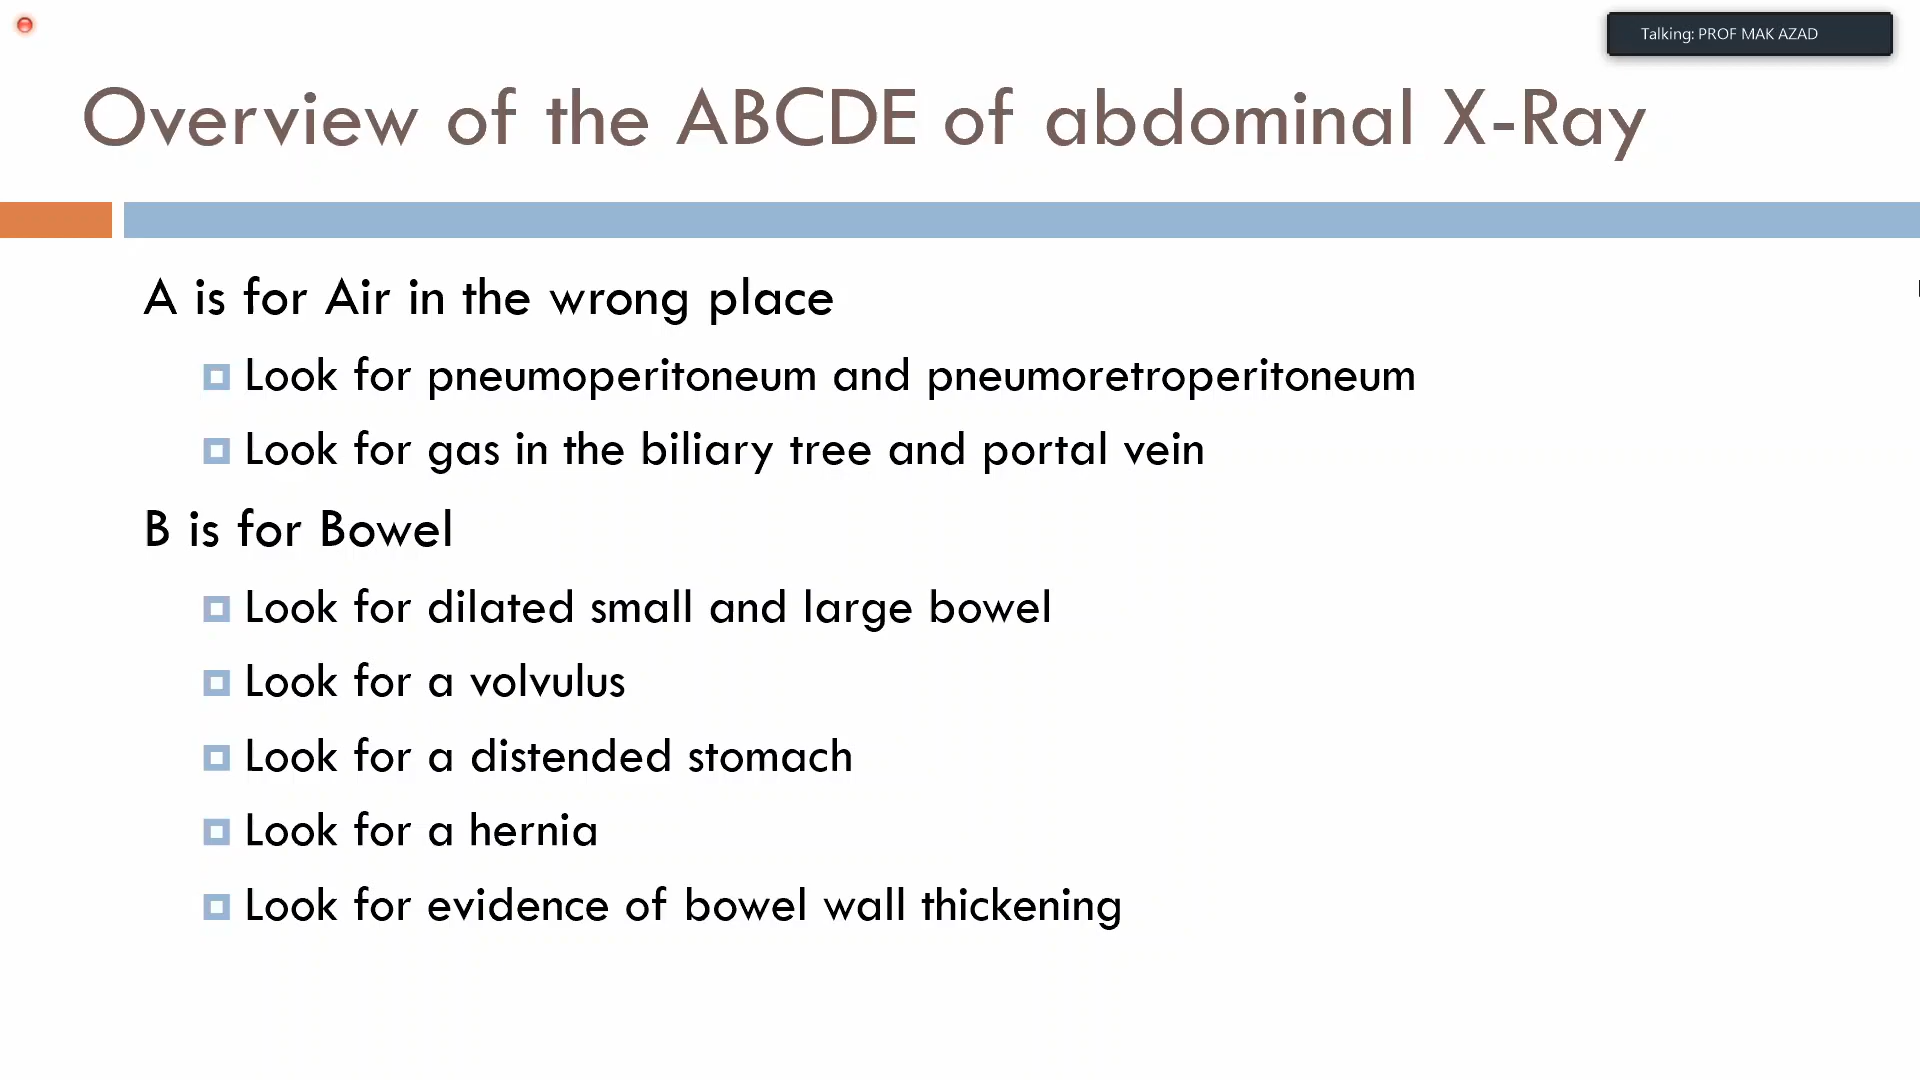 Talking: PROF MAK AZAD
Overview of the ABCDE of abdominal X-Ray
A is for Air in the wrong place
Look for pneumoperitoneum and pneumoretroperitoneum
Look for gas in the biliary tree and portal vein
B is for Bowel
Look for dilated small and large bowel
Look for a volvulus
Look for a distended stomach
Look for a hernia
Look for evidence of bowel wall thickening